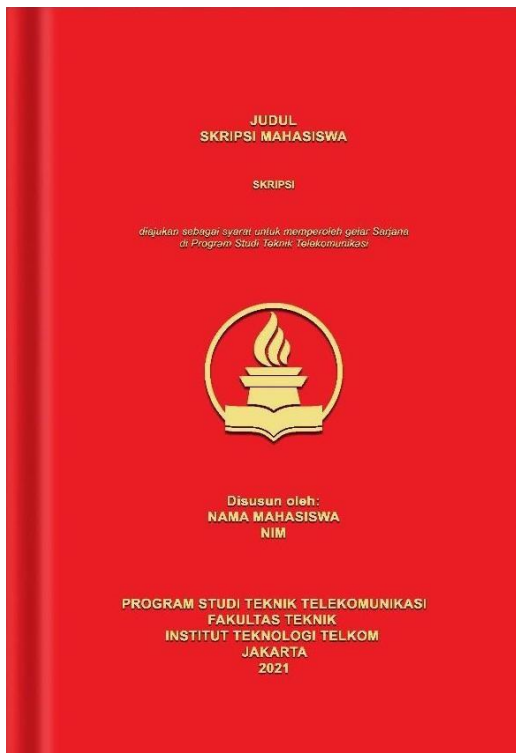 JUDUL
SKRIPSI MAHASISWA
SKRIPSI
diajukan sebagai syarat untuk memperoleh gelar Sarjana
di Program Studi Teknik Telekomunikasi
Disusun oleh:
NAMA MAHASISWA
NIM
PROGRAM STUDI TEKNIK TELEKOMUNIKASI
FAKULTAS TEKNIK
INSTITUT TEKNOLOGI TELKOM
JAKARTA
2021